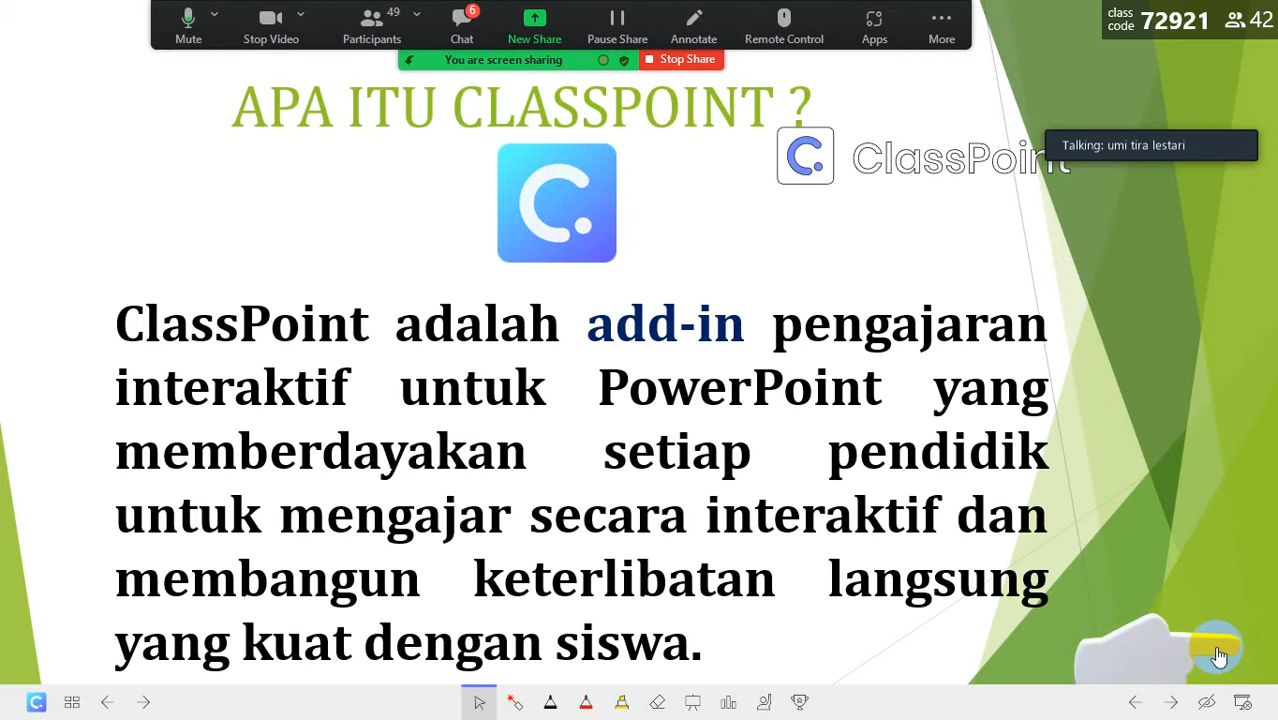 Mute
Stop Video
Participants
49
Chat
6
New Share
Pause Share
Annotate
Remote Control
Apps
More
class code 72921 42
You are screen sharing
Stop Share
APA ITU CLASSPOINT ?
ClassPoint
Talking: umi tira lestari
ClassPoint adalah add-in pengajaran
interaktif untuk PowerPoint yang
memberdayakan setiap pendidik
untuk mengajar secara interaktif dan
membangun keterlibatan langsung
yang kuat dengan siswa.